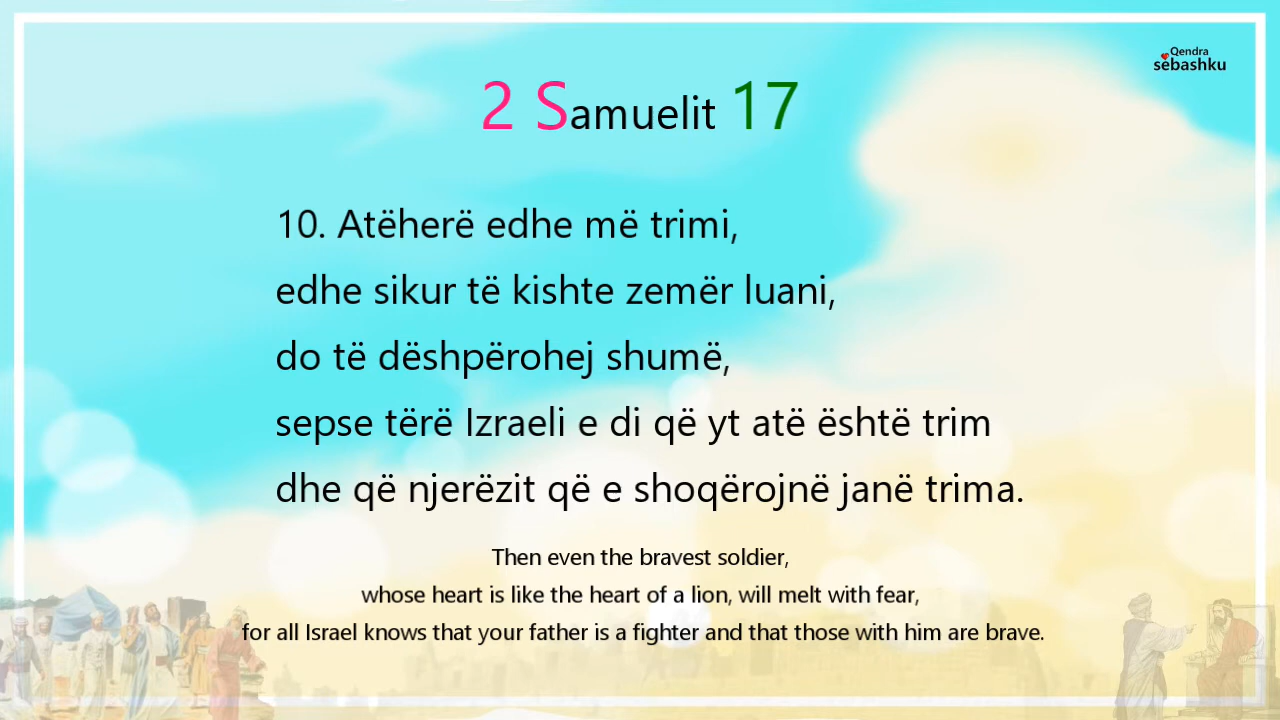 Qendra
sëbashku
2 Samuelit 17
10. Atëherë edhe më trimi,
edhe sikur të kishte zemër luani,
do të dëshpërohej shumë,
sepse tërë Izraeli e di që yt atë është trim
dhe që njerëzit që e shoqërojnë janë trima.
Then even the bravest soldier,
whose heart is like the heart of a lion, will melt with fear,
for all Israel knows that your father is a fighter and that those with him are brave.